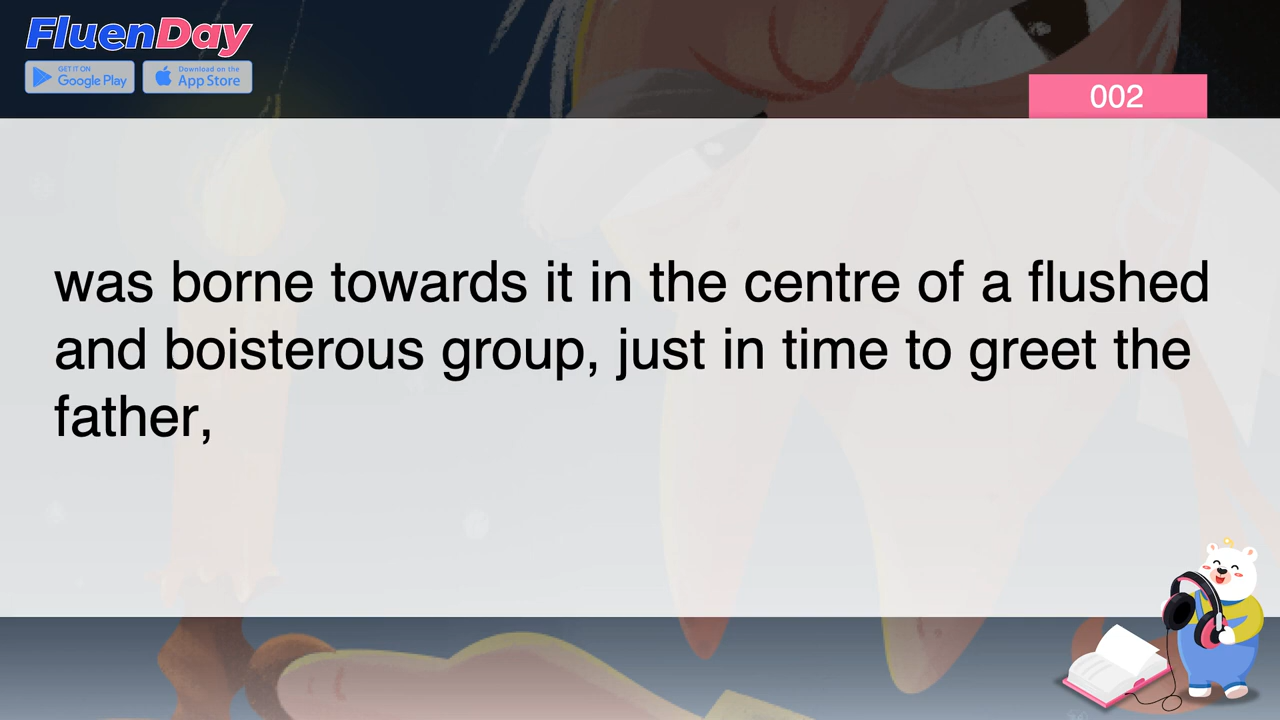 FluenDay
GET IT ON
Google Play
Download on the
App Store
002
was borne towards it in the centre of a flushed
and boisterous group, just in time to greet the
father,